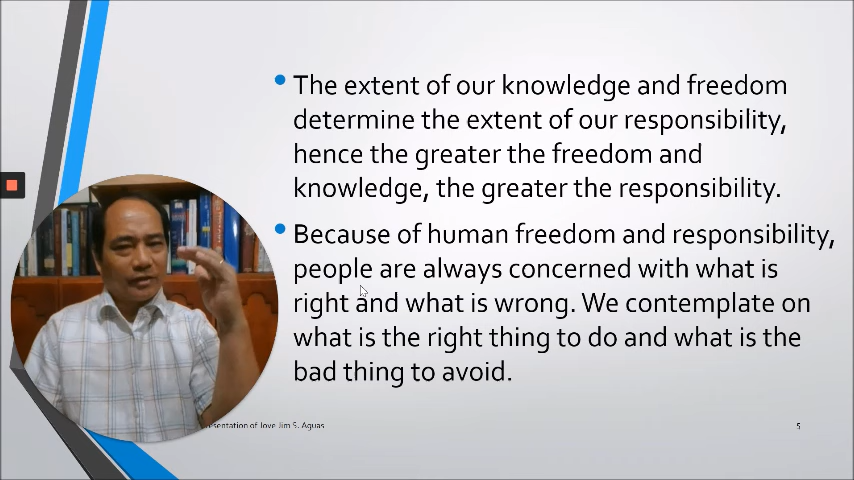 The extent of our knowledge and freedom
determine the extent of our responsibility,
hence the greater the freedom and
knowledge, the greater the responsibility.
Because of human freedom and responsibility,
people are always concerned with what is
right and what is wrong. We contemplate on
what is the right thing to do and what is the
bad thing to avoid.
of Jove Jim S. Aguas
5